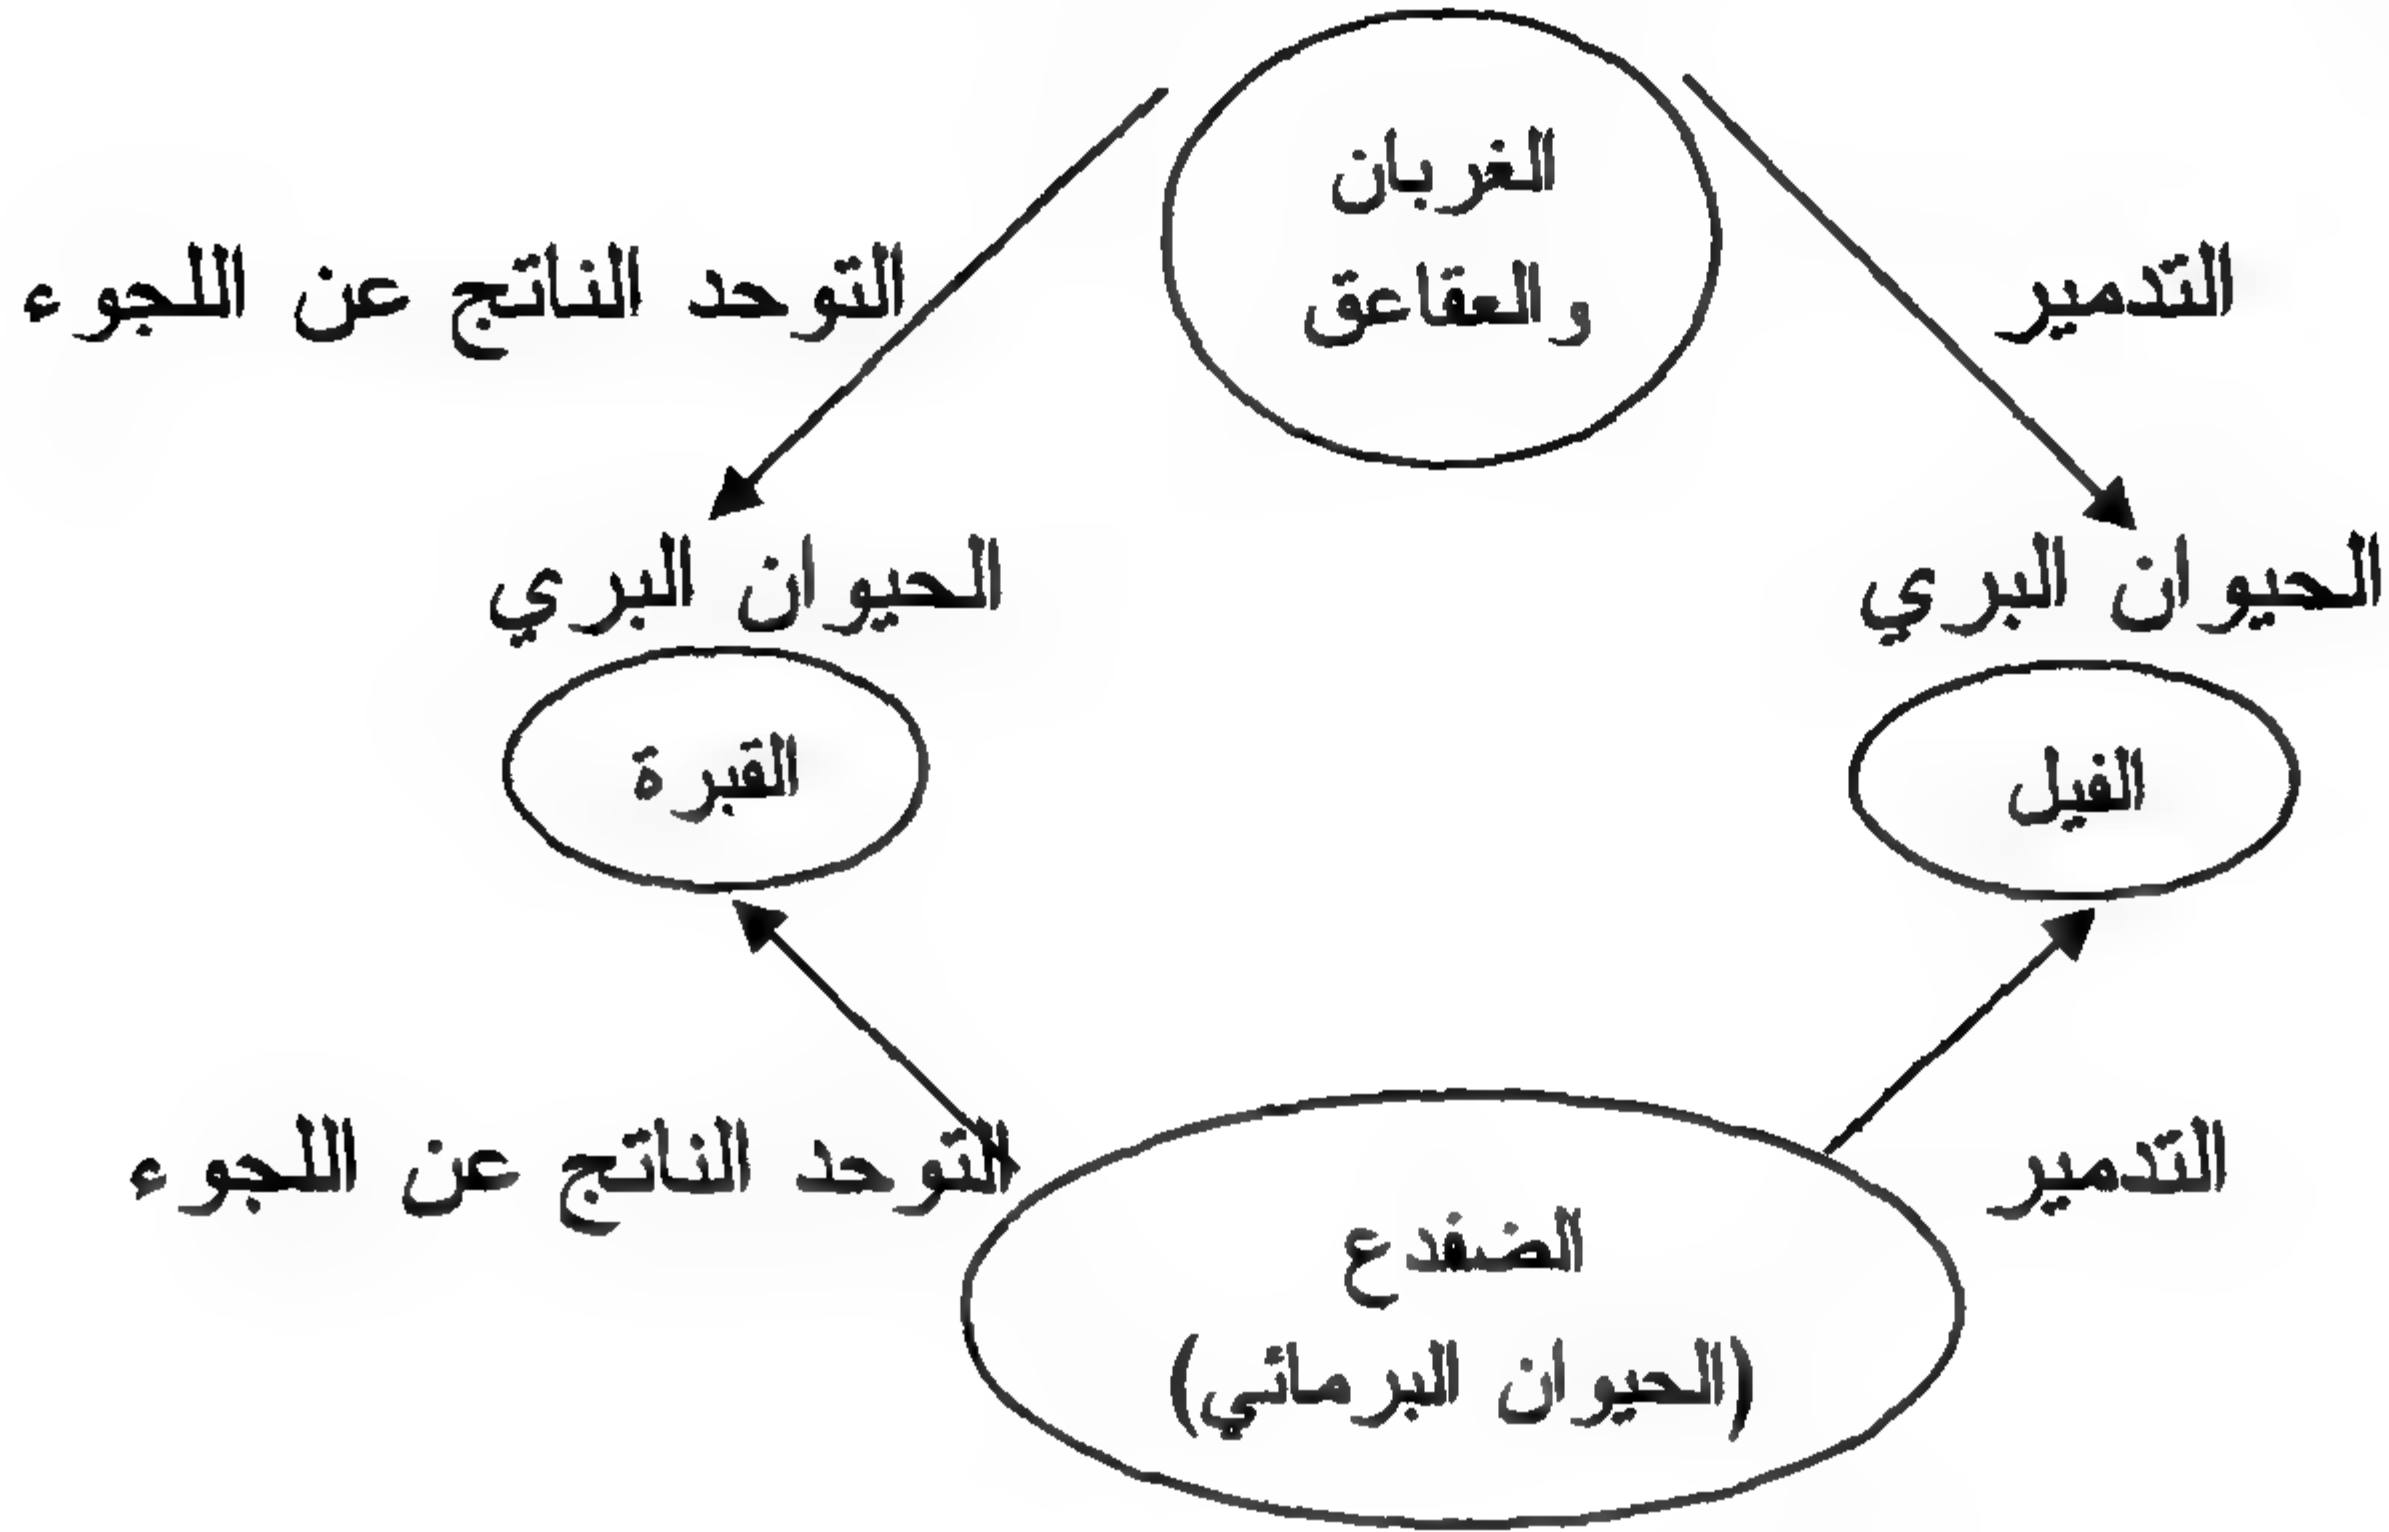 الغربان
والعقاعق
التدمير
التوحد الناتج عن اللجوء
الحيوان البري
الحيوان البري
الفيل
القبرة
التدمير
التوحد الناتج عن اللجوء
الضفدع
(الحيوان البرمائي)